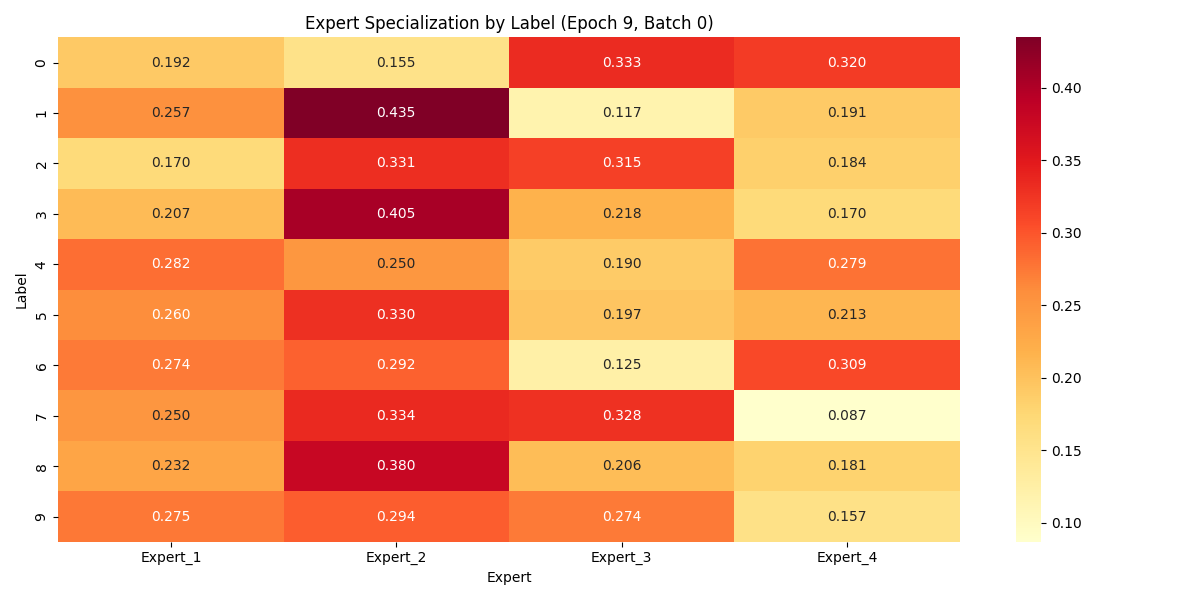 Expert Specialization by Label (Epoch 9, Batch 0)
Label
0 0.192 0.155 0.333 0.320
1 0.257 0.435 0.117 0.191
2 0.170 0.331 0.315 0.184
3 0.207 0.405 0.218 0.170
4 0.282 0.250 0.190 0.279
5 0.260 0.330 0.197 0.213
6 0.274 0.292 0.125 0.309
7 0.250 0.334 0.328 0.087
8 0.232 0.380 0.206 0.181
9 0.275 0.294 0.274 0.157
Expert_1 Expert_2 Expert_3 Expert_4
Expert
0.40
0.35
0.30
0.25
0.20
0.15
0.10